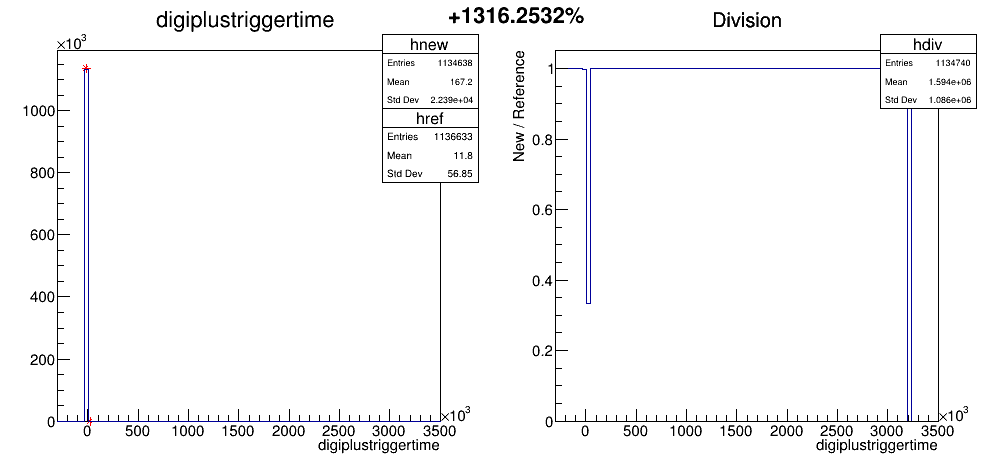 digiplustriggertime
+1316.2532%
Division
×10³
hnew
Entries 1134638
Mean 167.2
Std Dev 2.239e+04
href
Entries 1136633
Mean 11.8
Std Dev 56.85
1000
800
600
400
200
0
0 500 1000 1500 2000 2500 3000 3500
×10³
digiplustriggertime
hdiv
Entries 1134740
Mean 1.594e+06
Std Dev 1.086e+06
New / Reference
1
0.8
0.6
0.4
0.2
0
0 500 1000 1500 2000 2500 3000 3500
×10³
digiplustriggertime